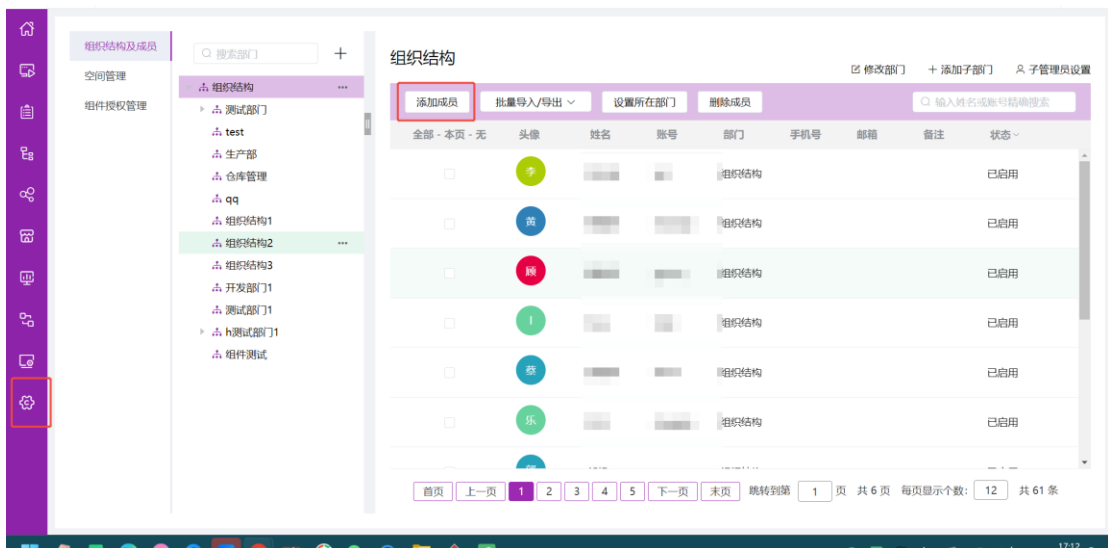 组织结构及成员
空间管理
组件授权管理
搜索部门
组织结构 ...
测试部门
test
生产部
仓库管理
qq
组织结构1
组织结构2 ...
组织结构3
开发部门1
测试部门1
h测试部门1
组件测试
组织结构
修改部门 + 添加子部门 子管理员设置
添加成员 批量导入/导出 设置所在部门 删除成员 输入姓名或账号精确搜索
全部 - 本页 - 无 头像 姓名 账号 部门 手机号 邮箱 备注 状态
李 组织结构 已启用
黄 组织结构 已启用
顾 组织结构 已启用
I 组织结构 已启用
蔡 组织结构 已启用
乐 组织结构 已启用
首页 上一页 1 2 3 4 5 下一页 末页 跳转到第 1 页 共 6 页 每页显示个数: 12 共 61 条
17:12